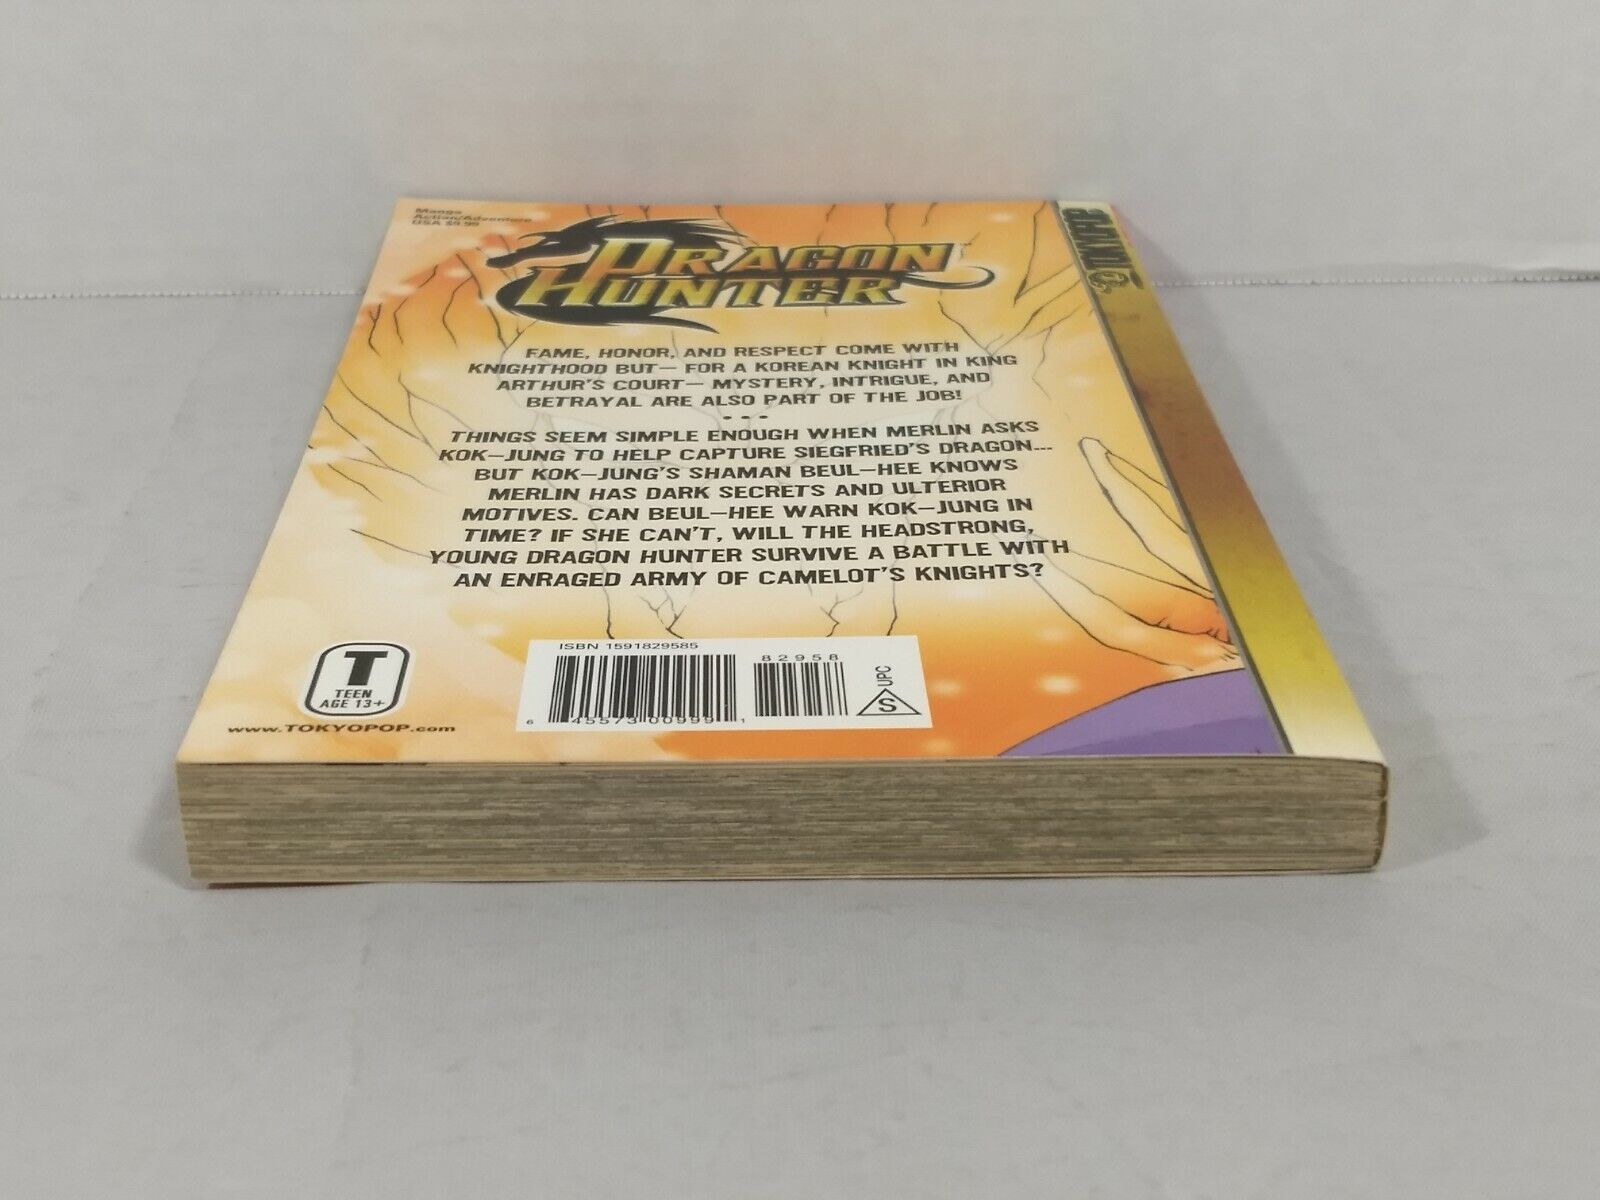 Manga
Action/Adventure
USA $9.99
DRAGON
HUNTER
TOKYOPOP
FAME, HONOR, AND RESPECT COME WITH
KNIGHTHOOD BUT— FOR A KOREAN KNIGHT IN KING
ARTHUR'S COURT— MYSTERY, INTRIGUE, AND
BETRAYAL ARE ALSO PART OF THE JOB!
• • •
THINGS SEEM SIMPLE ENOUGH WHEN MERLIN ASKS
KOK-JUNG TO HELP CAPTURE SIEGFRIED'S DRAGON...
BUT KOK-JUNG'S SHAMAN BEUL-HEE KNOWS
MERLIN HAS DARK SECRETS AND ULTERIOR
MOTIVES. CAN BEUL-HEE WARN KOK-JUNG IN
TIME? IF SHE CAN'T, WILL THE HEADSTRONG,
YOUNG DRAGON HUNTER SURVIVE A BATTLE WITH
AN ENRAGED ARMY OF CAMELOT'S KNIGHTS?
T
TEEN
AGE 13+
www.TOKYOPOP.com
ISBN 1591829585
82958
6 45573 00999 1
S UPC